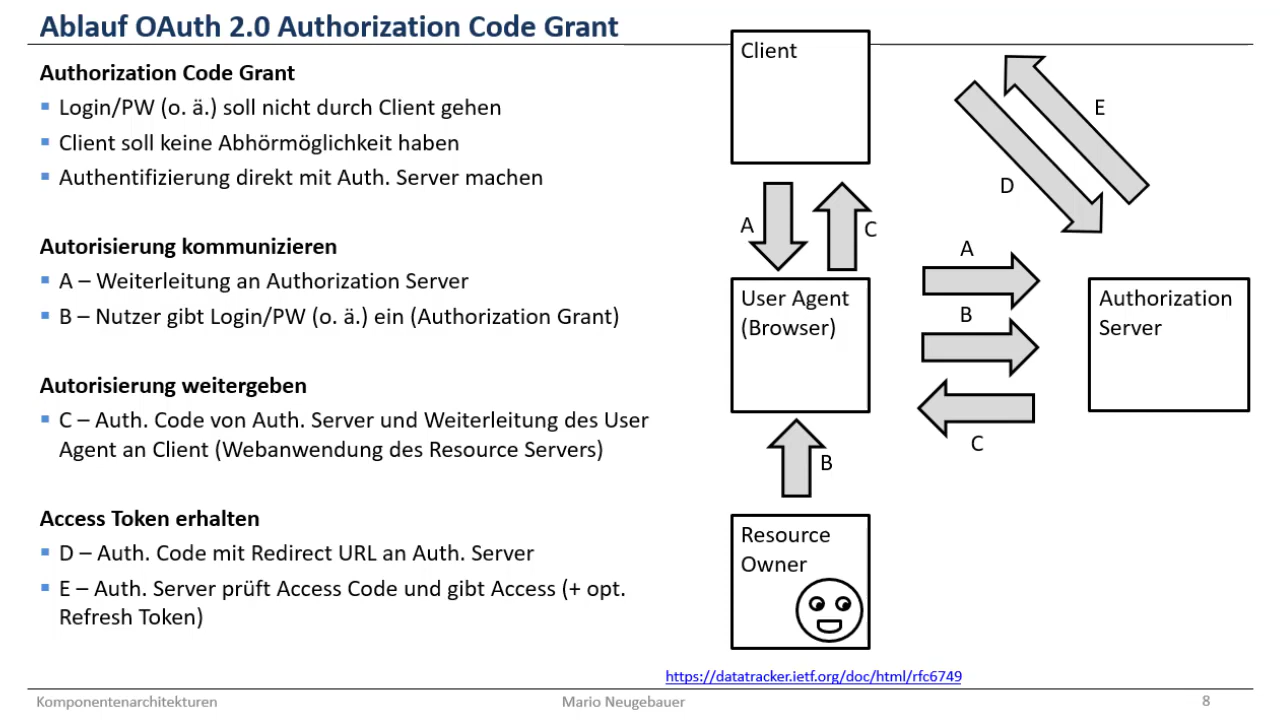 Ablauf OAuth 2.0 Authorization Code Grant
Authorization Code Grant
Login/PW (o. ä.) soll nicht durch Client gehen
Client soll keine Abhörmöglichkeit haben
Authentifizierung direkt mit Auth. Server machen
Autorisierung kommunizieren
A – Weiterleitung an Authorization Server
B – Nutzer gibt Login/PW (o. ä.) ein (Authorization Grant)
Autorisierung weitergeben
C – Auth. Code von Auth. Server und Weiterleitung des User
Agent an Client (Webanwendung des Resource Servers)
Access Token erhalten
D – Auth. Code mit Redirect URL an Auth. Server
E – Auth. Server prüft Access Code und gibt Access (+ opt.
Refresh Token)
Client
E
D
A
C
A
User Agent
(Browser)
B
Authorization
Server
C
B
Resource
Owner
https://datatracker.ietf.org/doc/html/rfc6749
Komponentenarchitekturen
Mario Neugebauer
8